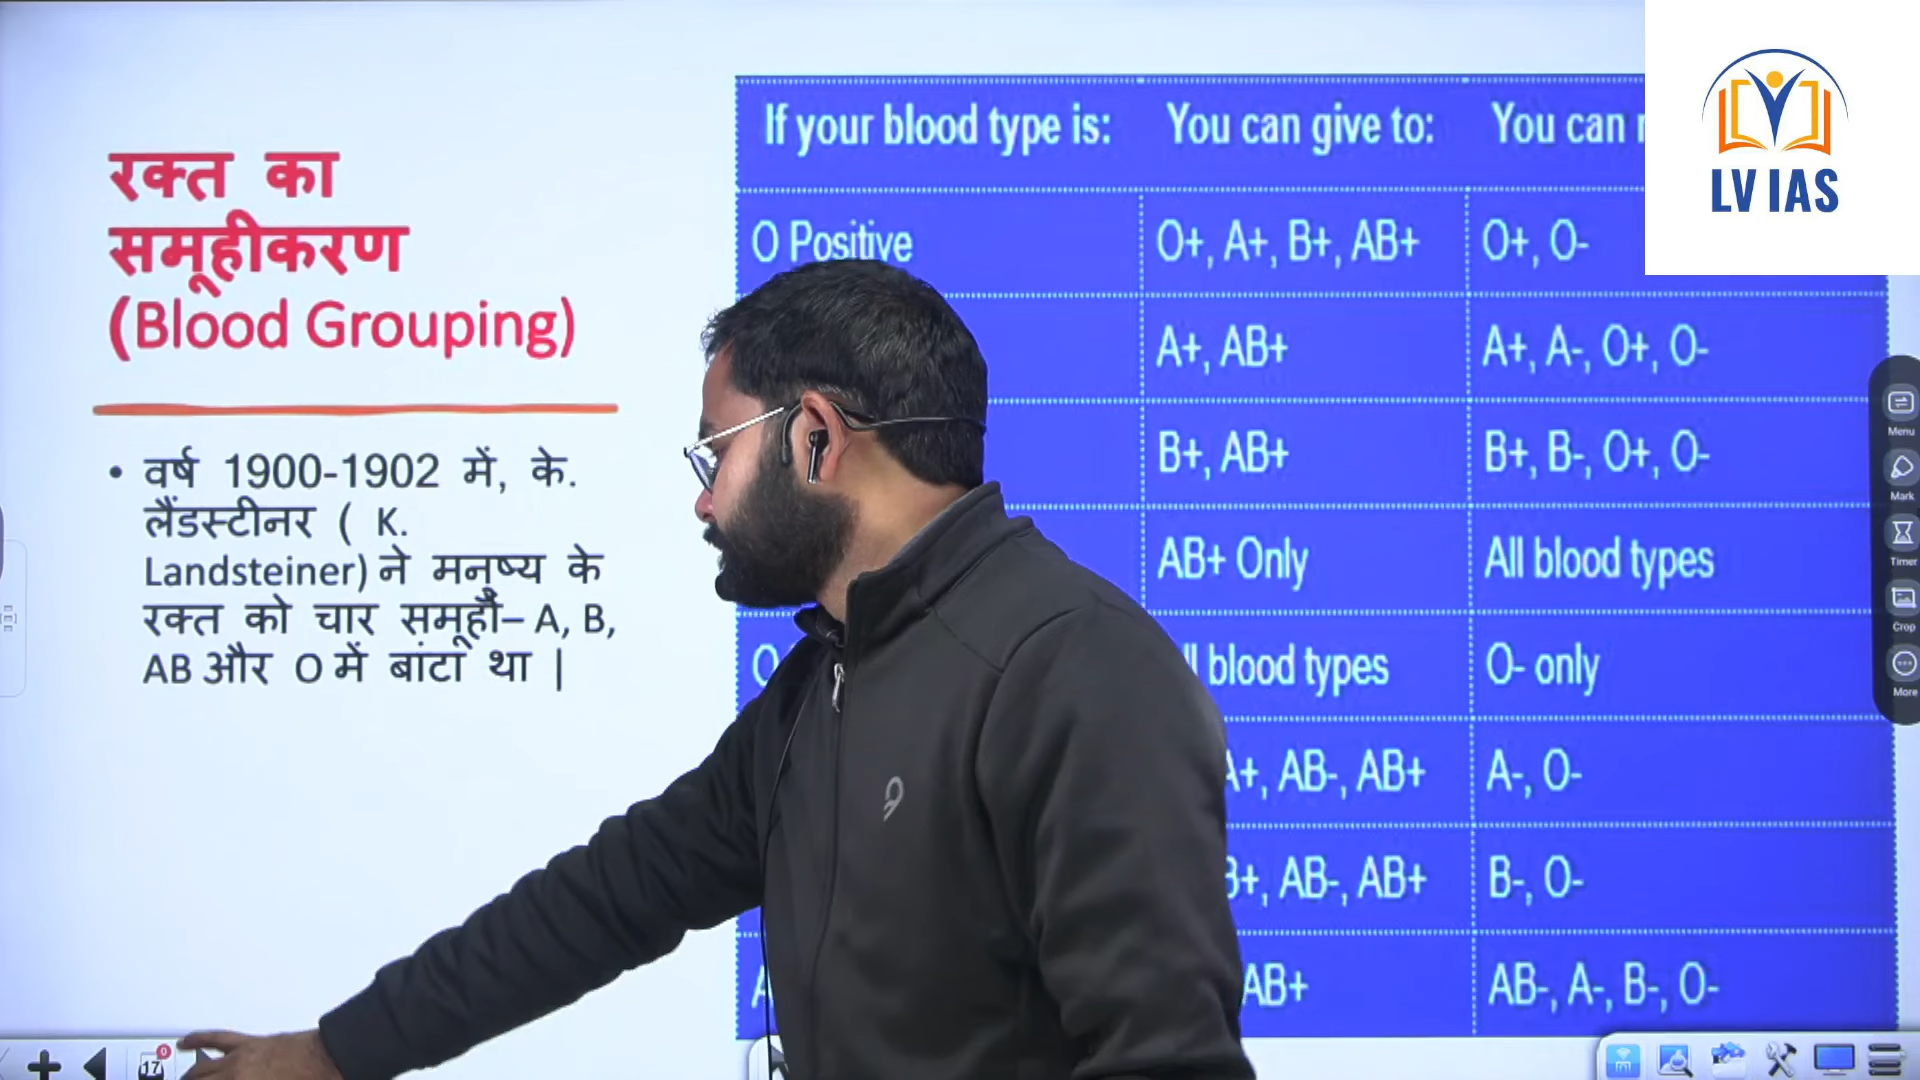 रक्त का
समूहीकरण
(Blood Grouping)
• वर्ष 1900-1902 में, के.
लैंडस्टीनर ( K.
Landsteiner) ने मनुष्य के
रक्त को चार समूहों– A, B,
AB और O में बांटा था |
If your blood type is: You can give to: You can
O Positive O+, A+, B+, AB+ O+, O-
A+, AB+ A+, A-, O+, O-
B+, AB+ B+, B-, O+, O-
AB+ Only All blood types
blood types O- only
A+, AB-, AB+ A-, O-
B+, AB-, AB+ B-, O-
AB+ AB-, A-, B-, O-
LV IAS
Menu
Mark
Timer
Crop
More
17
0